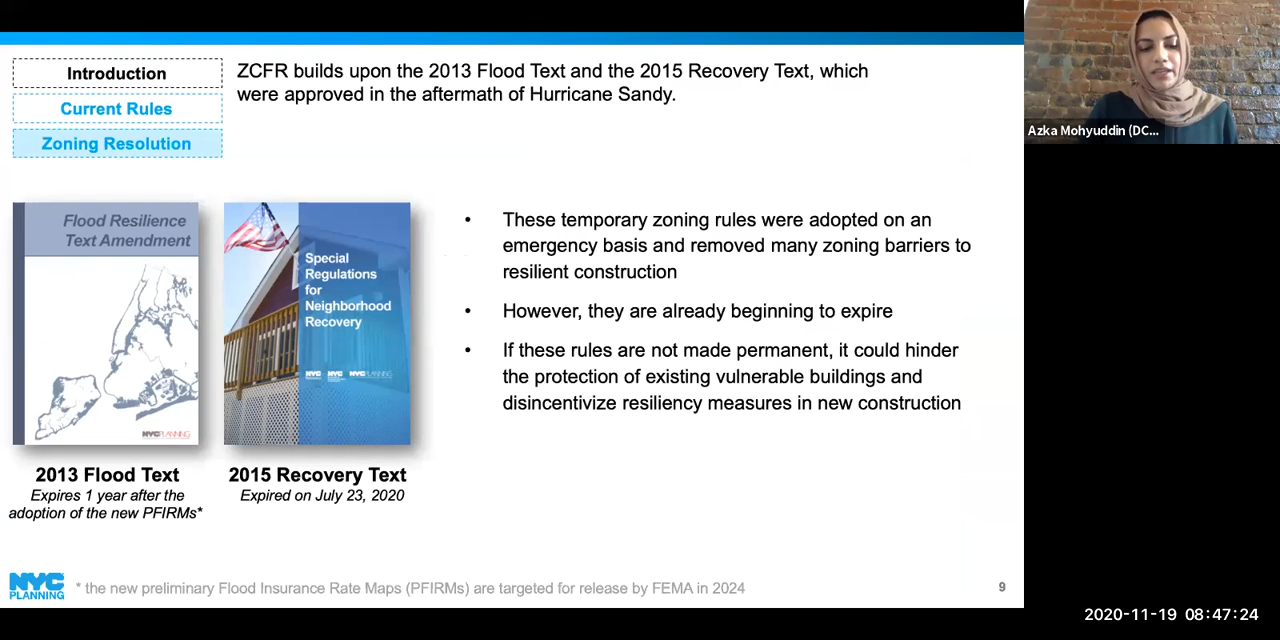 Introduction
Current Rules
Zoning Resolution
ZCFR builds upon the 2013 Flood Text and the 2015 Recovery Text, which
were approved in the aftermath of Hurricane Sandy.
Flood Resilience
Text Amendment
NYCPLANNING
Special
Regulations
for
Neighborhood
Recovery
NYC NYC NYCPLANNING
2013 Flood Text
Expires 1 year after the
adoption of the new PFIRMs*
2015 Recovery Text
Expired on July 23, 2020
• These temporary zoning rules were adopted on an
emergency basis and removed many zoning barriers to
resilient construction
• However, they are already beginning to expire
• If these rules are not made permanent, it could hinder
the protection of existing vulnerable buildings and
disincentivize resiliency measures in new construction
NYC
PLANNING
* the new preliminary Flood Insurance Rate Maps (PFIRMs) are targeted for release by FEMA in 2024
9
Azka Mohyuddin (DC...
2020-11-19 08:47:24